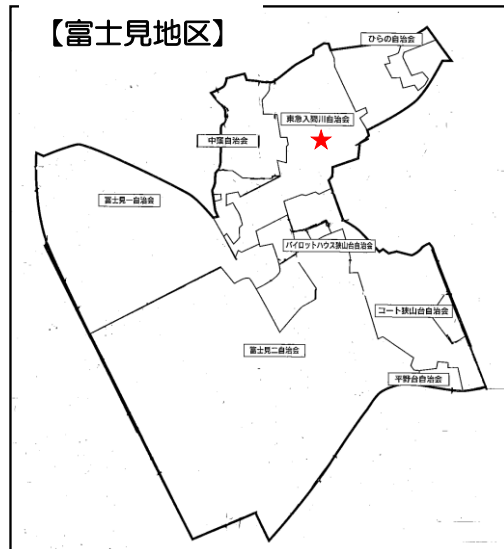 【富士見地区】
ひらの自治会
東急入間川自治会
中窪自治会
富士見一自治会
パイロットハウス狭山台自治会
コート狭山台自治会
富士見二自治会
平野台自治会